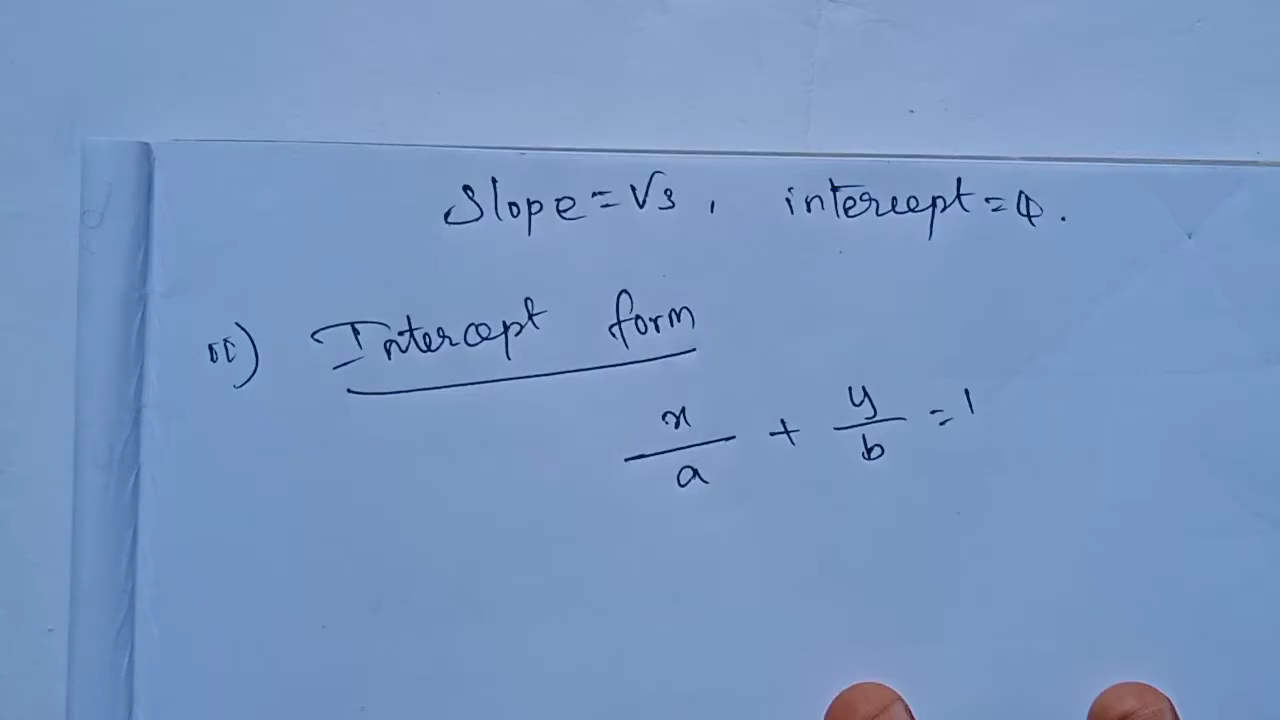 Slope = √3, intercept = 4.
ii) Intercept form
x/a + y/b = 1